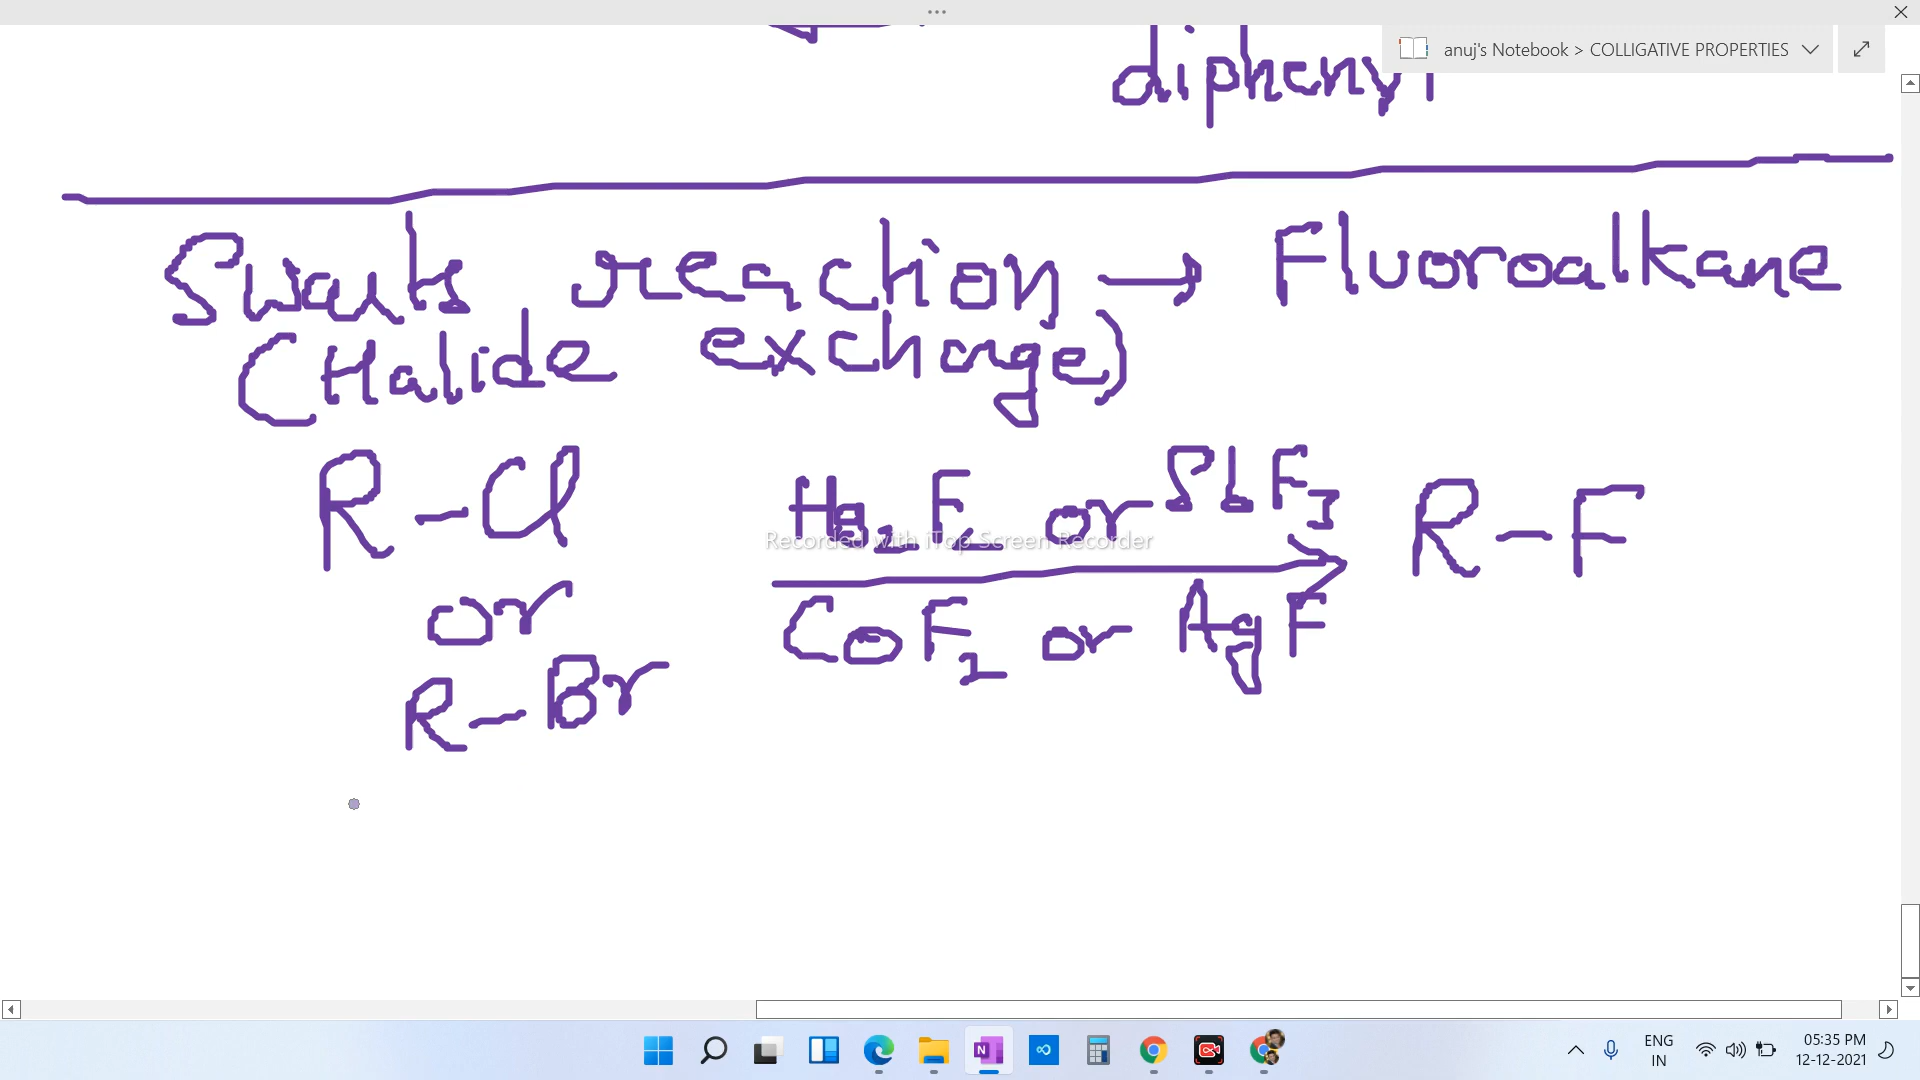 ...
anuj's Notebook > COLLIGATIVE PROPERTIES
diphenyl
Swarts reaction → Fluoroalkane
(Halide exchange)
R-Cl Hg2F2 or SbF3 R-F
Recorded with iTop Screen Recorder
or CoF2 or AgF
R-Br
ENG
IN
05:35 PM
12-12-2021